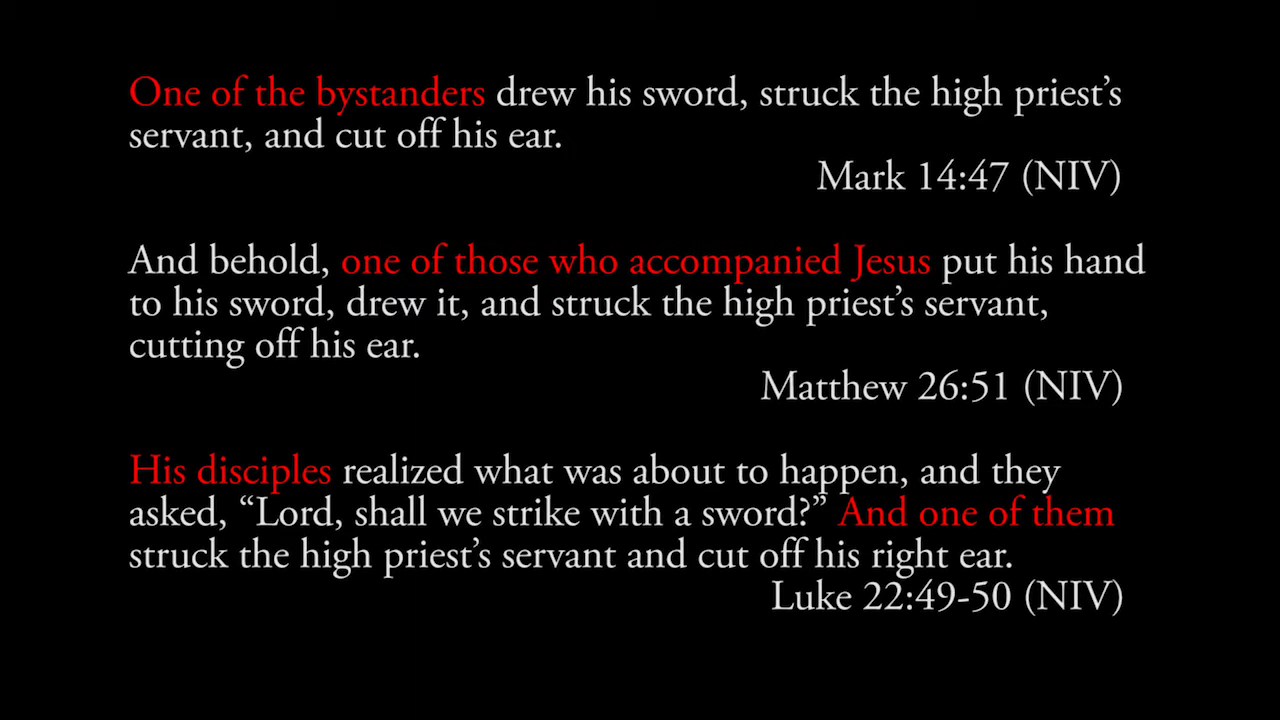 One of the bystanders drew his sword, struck the high priest’s
servant, and cut off his ear.
Mark 14:47 (NIV)
And behold, one of those who accompanied Jesus put his hand
to his sword, drew it, and struck the high priest’s servant,
cutting off his ear.
Matthew 26:51 (NIV)
His disciples realized what was about to happen, and they
asked, “Lord, shall we strike with a sword?” And one of them
struck the high priest’s servant and cut off his right ear.
Luke 22:49-50 (NIV)